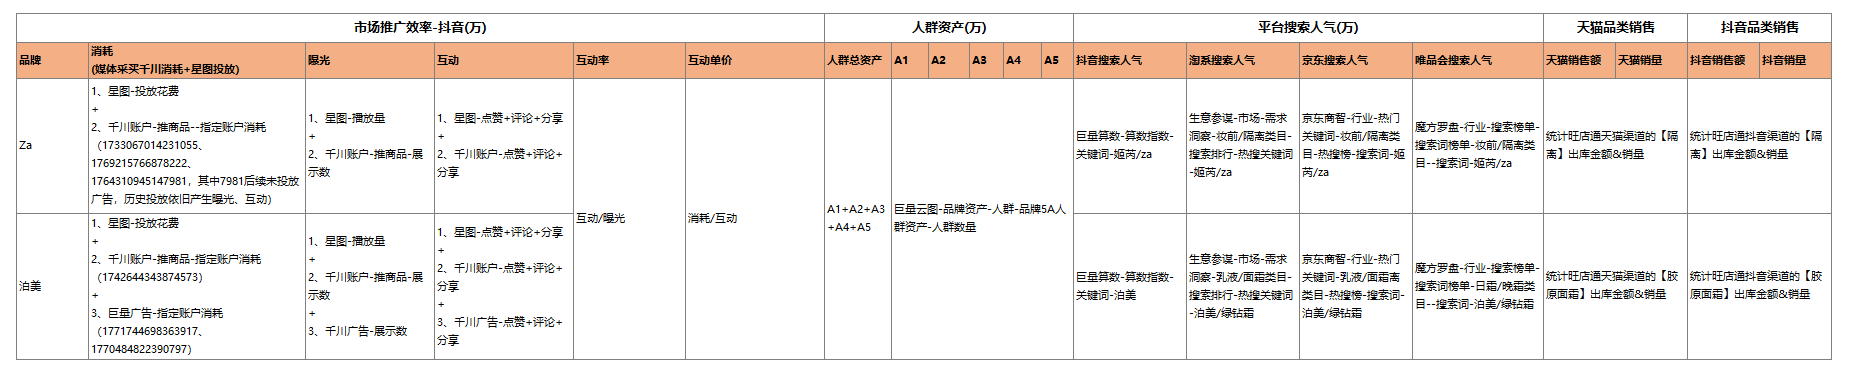 市场推广效率-抖音(万)
人群资产(万)
平台搜索人气(万)
天猫品类销售
抖音品类销售
品牌
消耗
(媒体采买千川消耗+星图投放)
曝光
互动
互动率
互动单价
人群总资产
A1
A2
A3
A4
A5
抖音搜索人气
淘系搜索人气
京东搜索人气
唯品会搜索人气
天猫销售额
天猫销量
抖音销售额
抖音销量
Za
1、星图-投放花费
+
2、千川账户-推商品--指定账户消耗
（1733067014231055、
1769215766878222、
1764310945147981，其中7981后续未投放
广告，历史投放依旧产生曝光、互动）
1、星图-播放量
+
2、千川账户-推商品-展
示数
1、星图-点赞+评论+分享
+
2、千川账户-点赞+评论+
分享
互动/曝光
消耗/互动
A1+A2+A3
+A4+A5
巨量云图-品牌资产-人群-品牌5A人
群资产-人群数量
巨量算数-算数指数-
关键词-姬芮/za
生意参谋-市场-需求
洞察-妆前/隔离类目-
搜索排行-热搜关键词
-姬芮/za
京东商智-行业-热门
关键词-妆前/隔离类
目-热搜榜-搜索词-姬
芮/za
魔方罗盘-行业-搜索榜单-
搜索词榜单-妆前/隔离类
目--搜索词-姬芮/za
统计旺店通天猫渠道的【隔
离】出库金额&销量
统计旺店通抖音渠道的【隔
离】出库金额&销量
泊美
1、星图-投放花费
+
2、千川账户-推商品-指定账户消耗
（1742644343874573）
+
3、巨量广告-指定账户消耗
（1771744698363917、
1770484822390797）
1、星图-播放量
+
2、千川账户-推商品-展
示数
+
3、千川广告-展示数
1、星图-点赞+评论+分享
+
2、千川账户-点赞+评论+
分享
+
3、千川广告-点赞+评论+
分享
巨量算数-算数指数-
关键词-泊美
生意参谋-市场-需求
洞察-乳液/面霜类目-
搜索排行-热搜关键词
-泊美/绿钻霜
京东商智-行业-热门
关键词-乳液/面霜离
类目-热搜榜-搜索词-
泊美/绿钻霜
魔方罗盘-行业-搜索榜单-
搜索词榜单-日霜/晚霜类
目--搜索词-泊美/绿钻霜
统计旺店通天猫渠道的【胶
原面霜】出库金额&销量
统计旺店通抖音渠道的【胶
原面霜】出库金额&销量